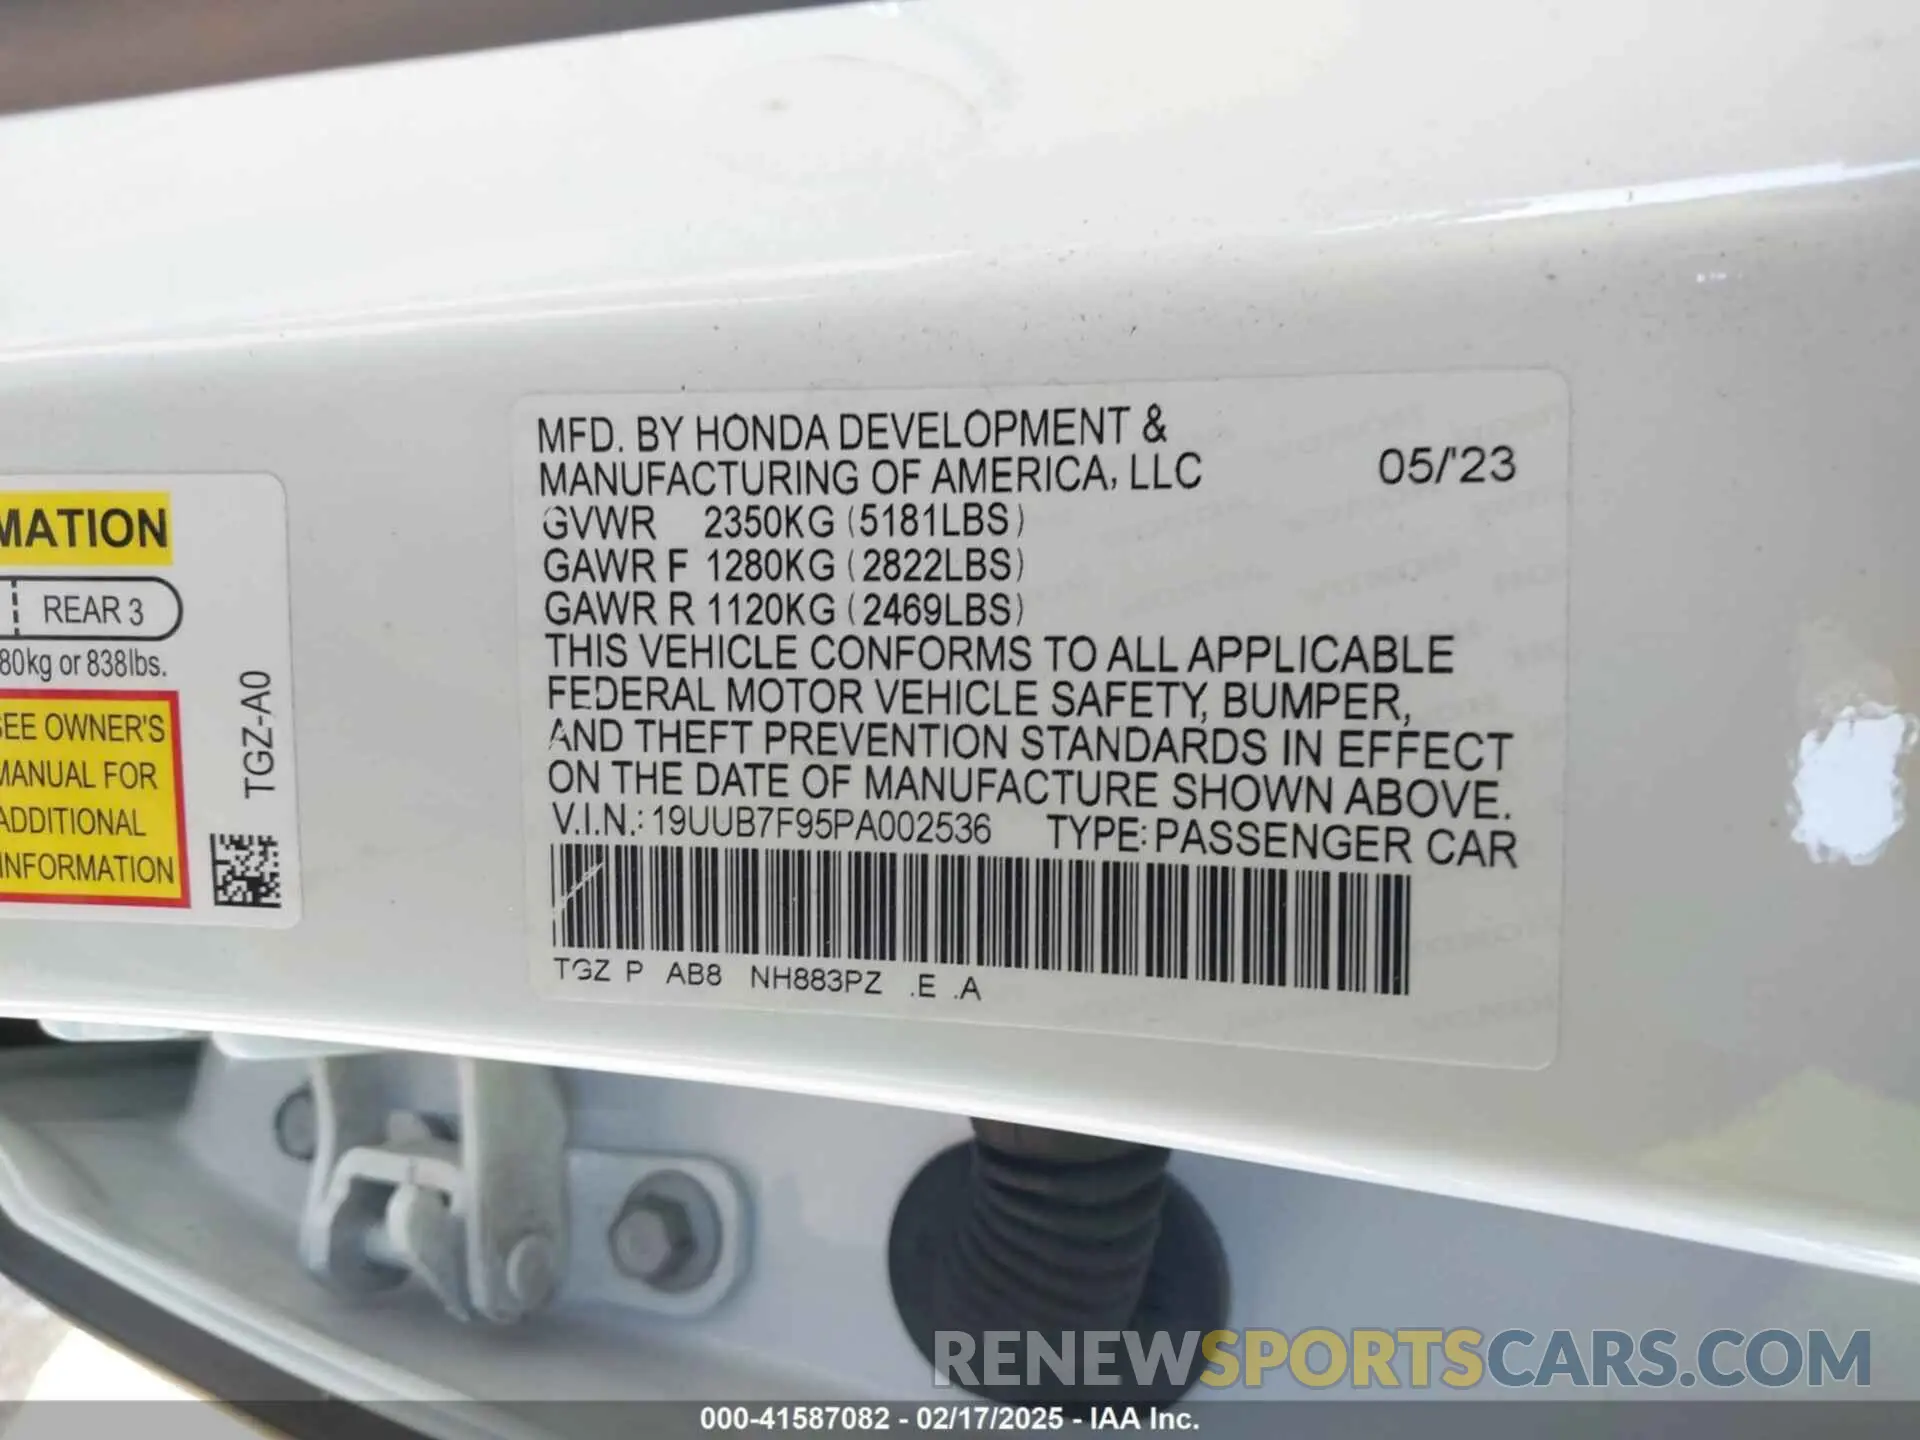 MATION
REAR 3
80kg or 838lbs.
SEE OWNER'S
MANUAL FOR
ADDITIONAL
INFORMATION
TGZ-A0
MFD. BY HONDA DEVELOPMENT &
MANUFACTURING OF AMERICA, LLC 05/'23
GVWR 2350KG (5181LBS)
GAWR F 1280KG (2822LBS)
GAWR R 1120KG (2469LBS)
THIS VEHICLE CONFORMS TO ALL APPLICABLE
FEDERAL MOTOR VEHICLE SAFETY, BUMPER,
AND THEFT PREVENTION STANDARDS IN EFFECT
ON THE DATE OF MANUFACTURE SHOWN ABOVE.
V.I.N.: 19UUB7F95PA002536 TYPE: PASSENGER CAR
TGZ P AB8 NH883PZ .E .A
RENEWSPORTSCARS.COM
000-41587082 - 02/17/2025 - IAA Inc.